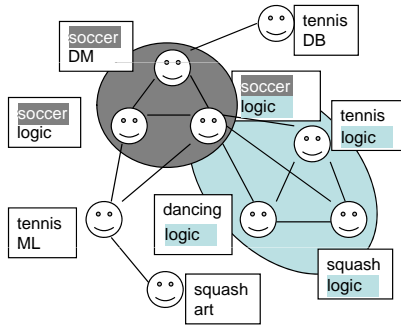 tennis
DB
soccer
DM
soccer
logic
soccer
logic
tennis
logic
tennis
ML
dancing
logic
squash
logic
squash
art